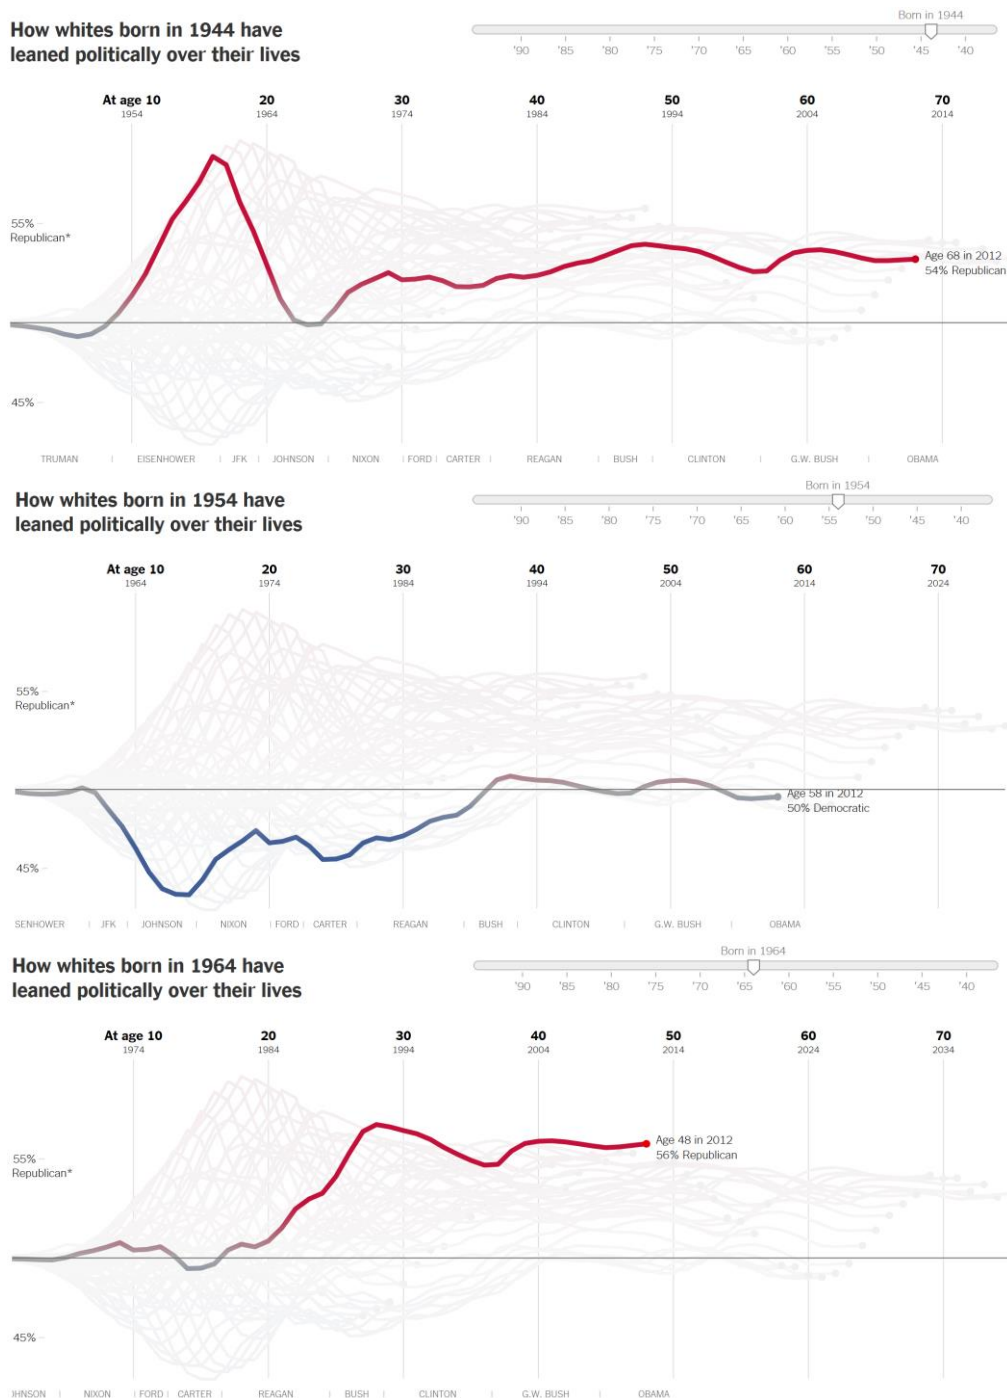 How whites born in 1944 have
leaned politically over their lives
Born in 1944
'90 '85 '80 '75 '70 '65 '60 '55 '50 '45 '40
At age 10 20 30 40 50 60 70
1954 1964 1974 1984 1994 2004 2014
55%
Republican*
Age 68 in 2012
54% Republican
45%
TRUMAN EISENHOWER JFK JOHNSON NIXON FORD CARTER REAGAN BUSH CLINTON G.W. BUSH OBAMA
How whites born in 1954 have
leaned politically over their lives
Born in 1954
'90 '85 '80 '75 '70 '65 '60 '55 '50 '45 '40
At age 10 20 30 40 50 60 70
1964 1974 1984 1994 2004 2014 2024
55%
Republican*
Age 58 in 2012
50% Democratic
45%
SENHOWER JFK JOHNSON NIXON FORD CARTER REAGAN BUSH CLINTON G.W. BUSH OBAMA
How whites born in 1964 have
leaned politically over their lives
Born in 1964
'90 '85 '80 '75 '70 '65 '60 '55 '50 '45 '40
At age 10 20 30 40 50 60 70
1974 1984 1994 2004 2014 2024 2034
55%
Republican*
Age 48 in 2012
56% Republican
45%
OHNSON NIXON FORD CARTER REAGAN BUSH CLINTON G.W. BUSH OBAMA